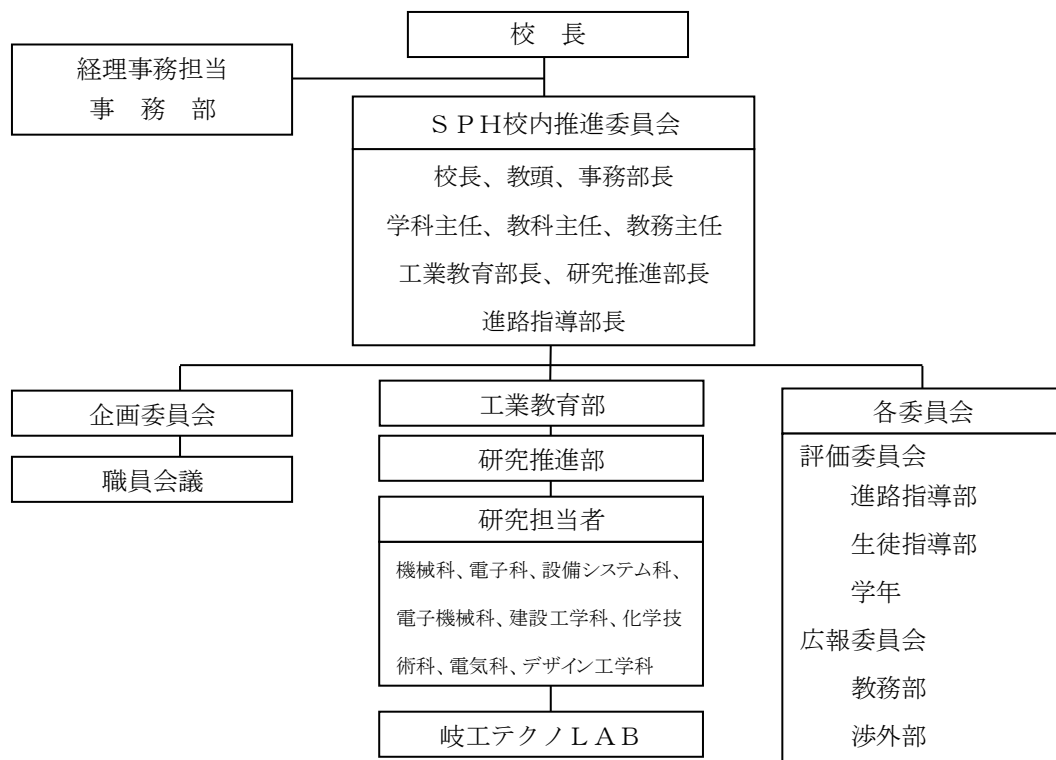 校　長
経理事務担当
事　務　部
ＳＰＨ校内推進委員会
校長、教頭、事務部長
学科主任、教科主任、教務主任
工業教育部長、研究推進部長
進路指導部長
企画委員会
職員会議
工業教育部
研究推進部
研究担当者
機械科、電子科、設備システム科、
電子機械科、建設工学科、化学技
術科、電気科、デザイン工学科
岐工テクノＬＡＢ
各委員会
評価委員会
進路指導部
生徒指導部
学年
広報委員会
教務部
渉外部